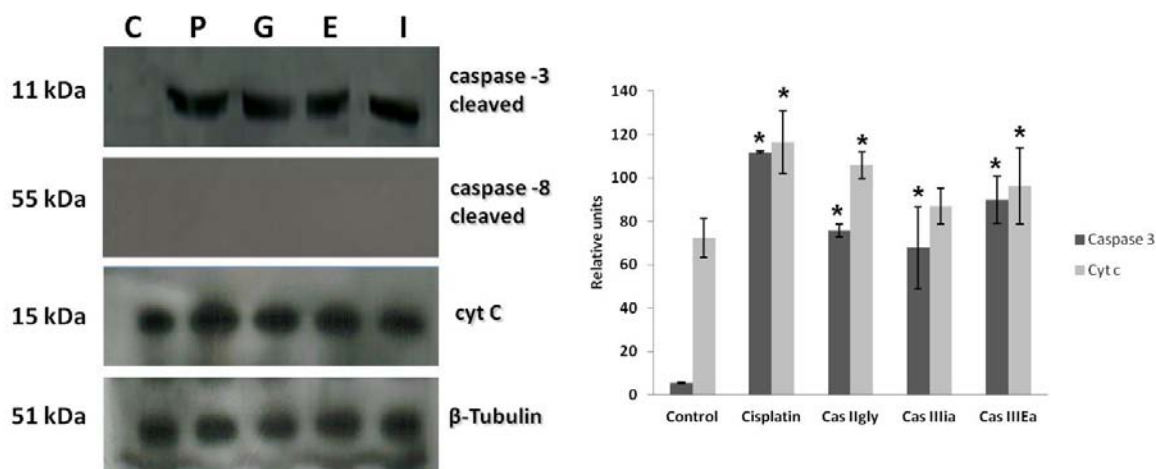 C P G E I
11 kDa
caspase -3
cleaved
55 kDa
caspase -8
cleaved
15 kDa
cyt C
51 kDa
β-Tubulin
140
120
100
80
60
40
20
0
Relative units
* * * * * * *
Control Cisplatin Cas IIgly Cas IIIia Cas IIIEa
Caspase 3
Cyt c